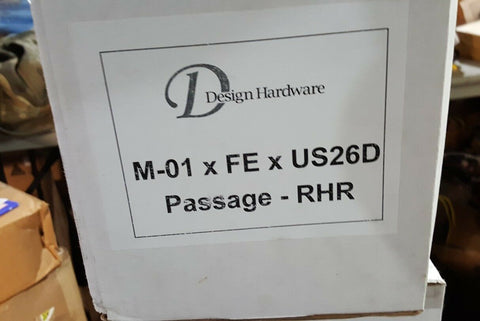 D
Design Hardware
M-01 x FE x US26D
Passage - RHR